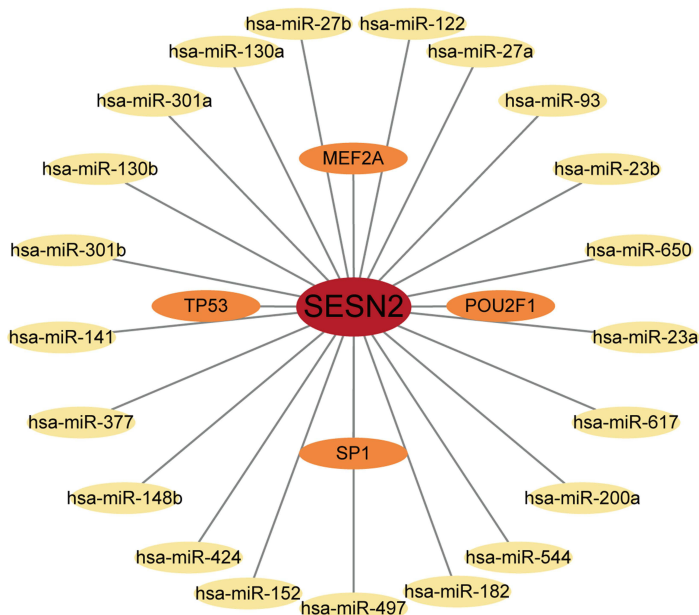 hsa-miR-27b
hsa-miR-122
hsa-miR-130a
hsa-miR-27a
hsa-miR-301a
hsa-miR-93
MEF2A
hsa-miR-130b
hsa-miR-23b
hsa-miR-301b
hsa-miR-650
TP53
SESN2
POU2F1
hsa-miR-141
hsa-miR-23a
hsa-miR-377
hsa-miR-617
SP1
hsa-miR-148b
hsa-miR-200a
hsa-miR-424
hsa-miR-544
hsa-miR-152
hsa-miR-182
hsa-miR-497